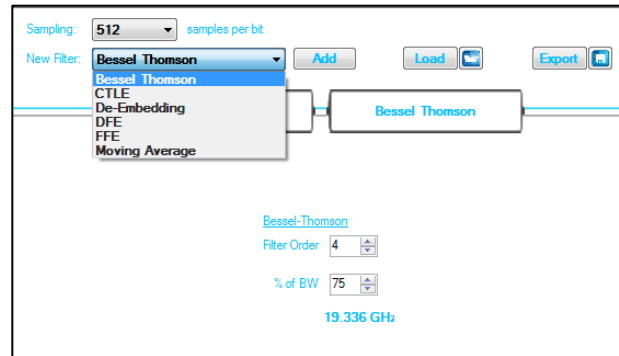 Sampling: 512 samples per bit
New Filter: Bessel Thomson Add Load Export
Bessel Thomson
CTLE
De-Embedding
DFE
FFE
Moving Average
Bessel Thomson
Bessel-Thomson
Filter Order 4
% of BW 75
19.336 GHz